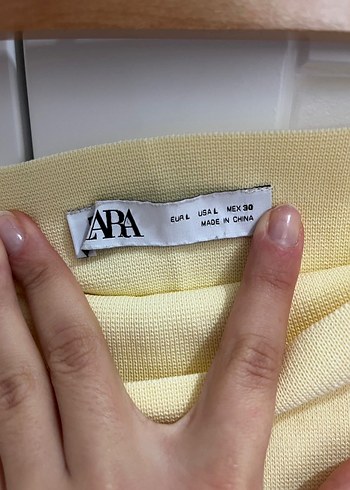 ZARA
EUR L USA L MEX 30
MADE IN CHINA